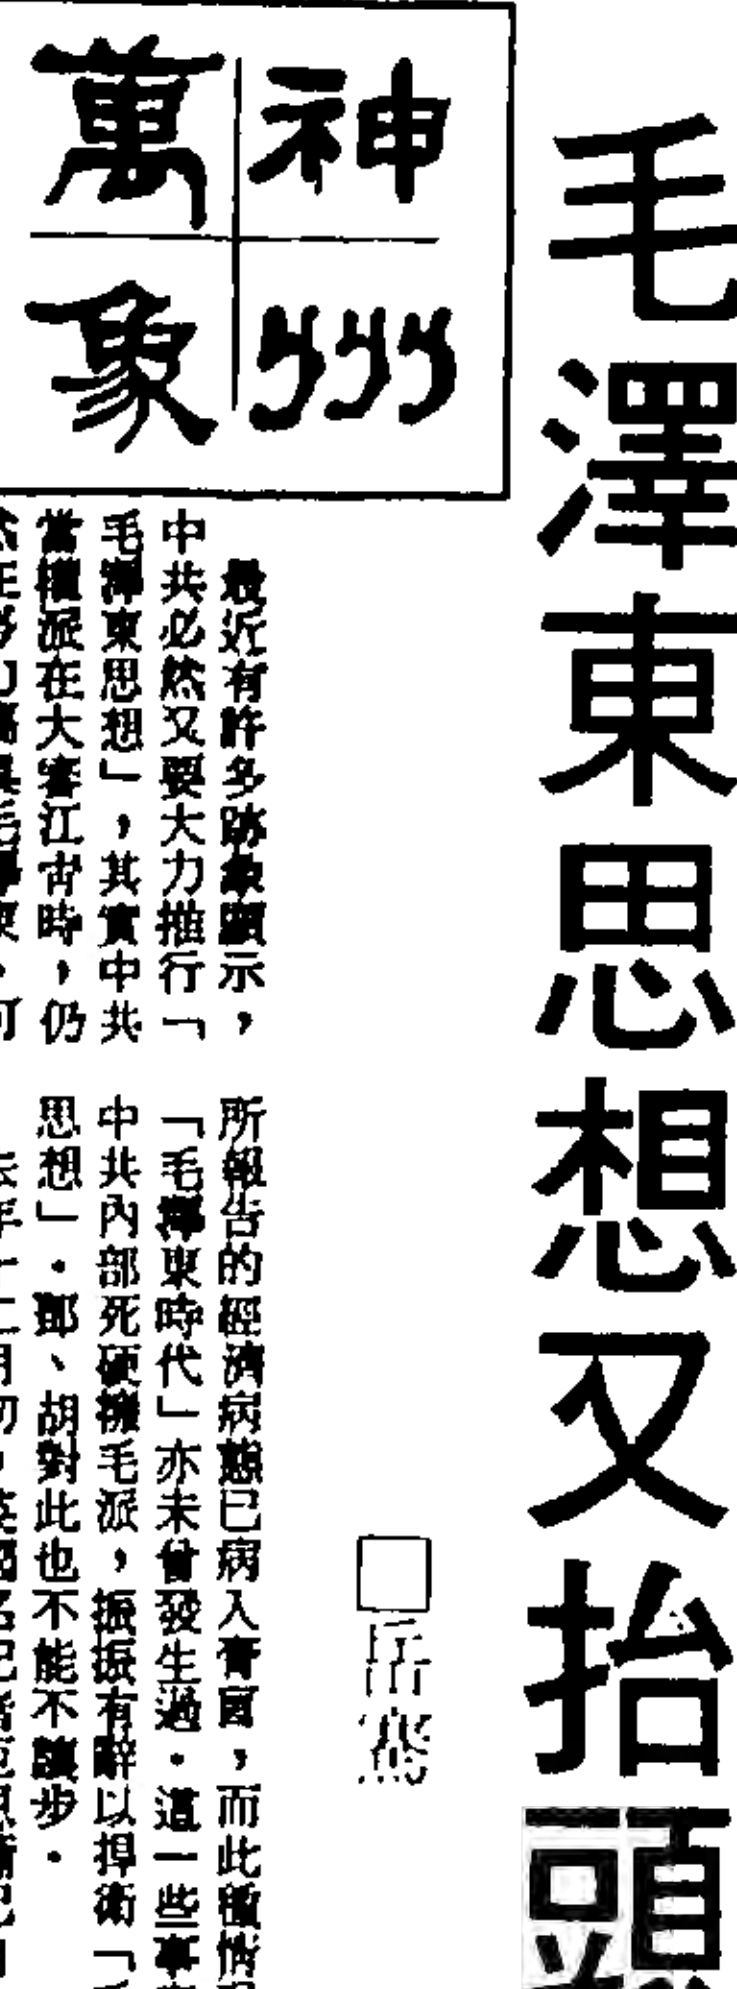 毛澤東思想又抬頭
神州
萬象
□岳騫
最近有許多跡象顯示，
中共必然又要大力推行「
毛澤東思想」，其實中共
當權派在大審江青時，仍
所報告的經濟病態已病入膏肓，而此種情
「毛澤東時代」亦未曾發生過．這一些事
中共內部死硬擁毛派，振振有辭以捍衛「
思想」．鄧、胡對此也不能不讓步．